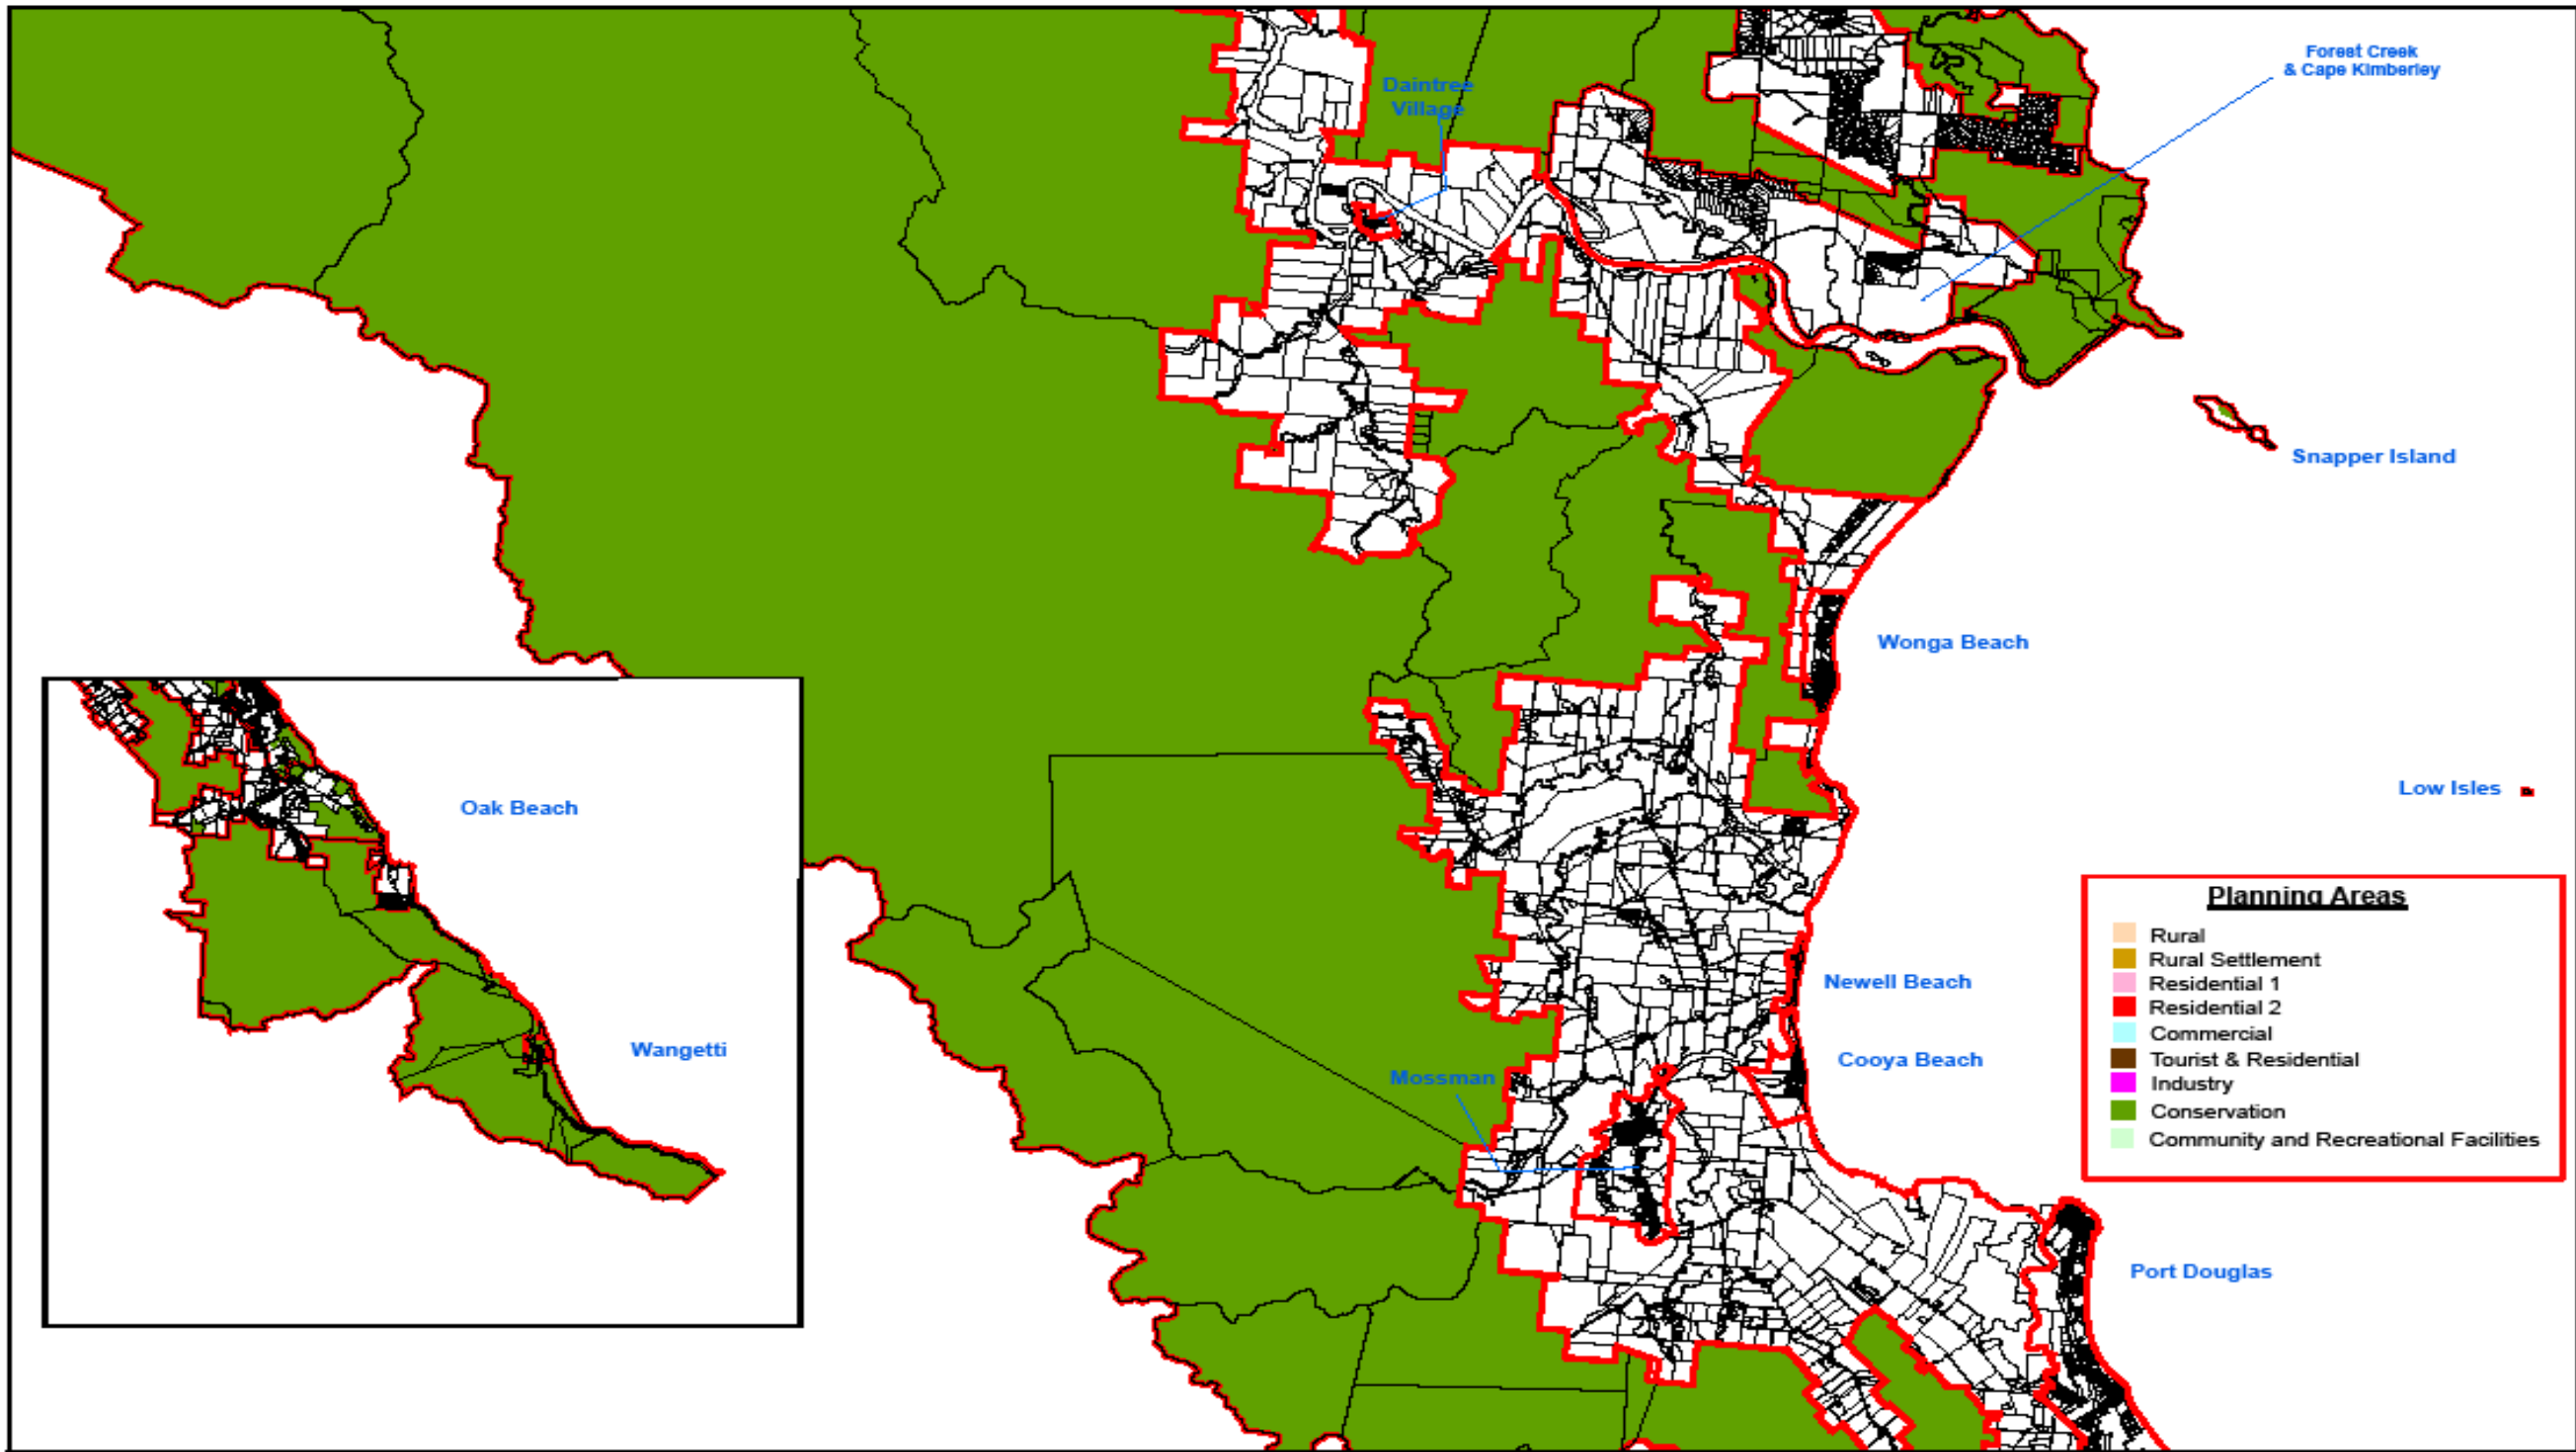 Forest Creek
& Cape Kimberley
Daintree
Village
Snapper Island
Wonga Beach
Low Isles
Oak Beach
Newell Beach
Wangetti
Cooya Beach
Mossman
Port Douglas
Planning Areas
Rural
Rural Settlement
Residential 1
Residential 2
Commercial
Tourist & Residential
Industry
Conservation
Community and Recreational Facilities